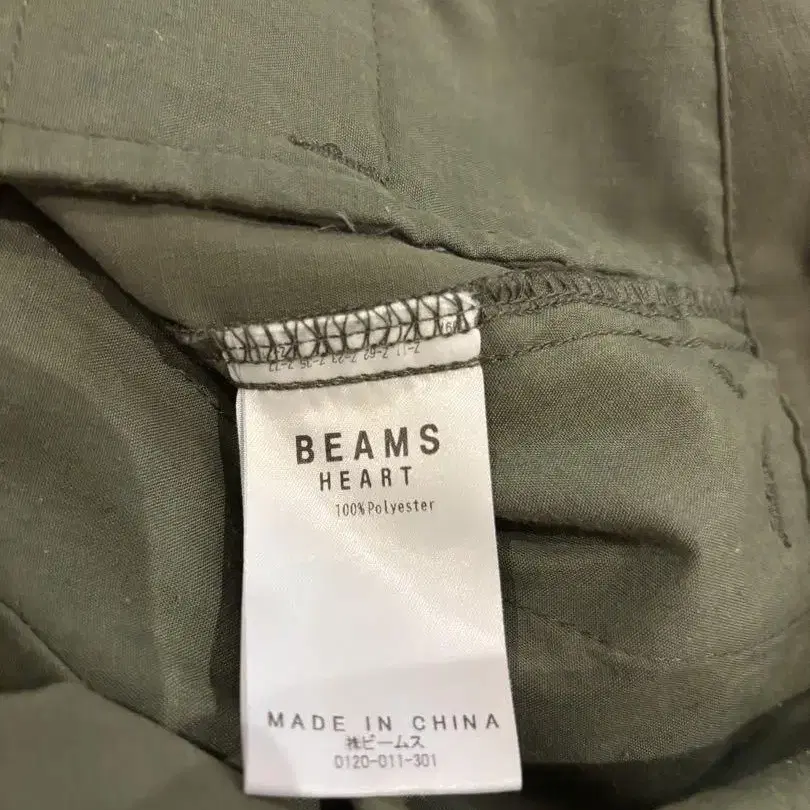 BEAMS
HEART
100%Polyester
MADE IN CHINA
㈱ビームス
0120-011-301